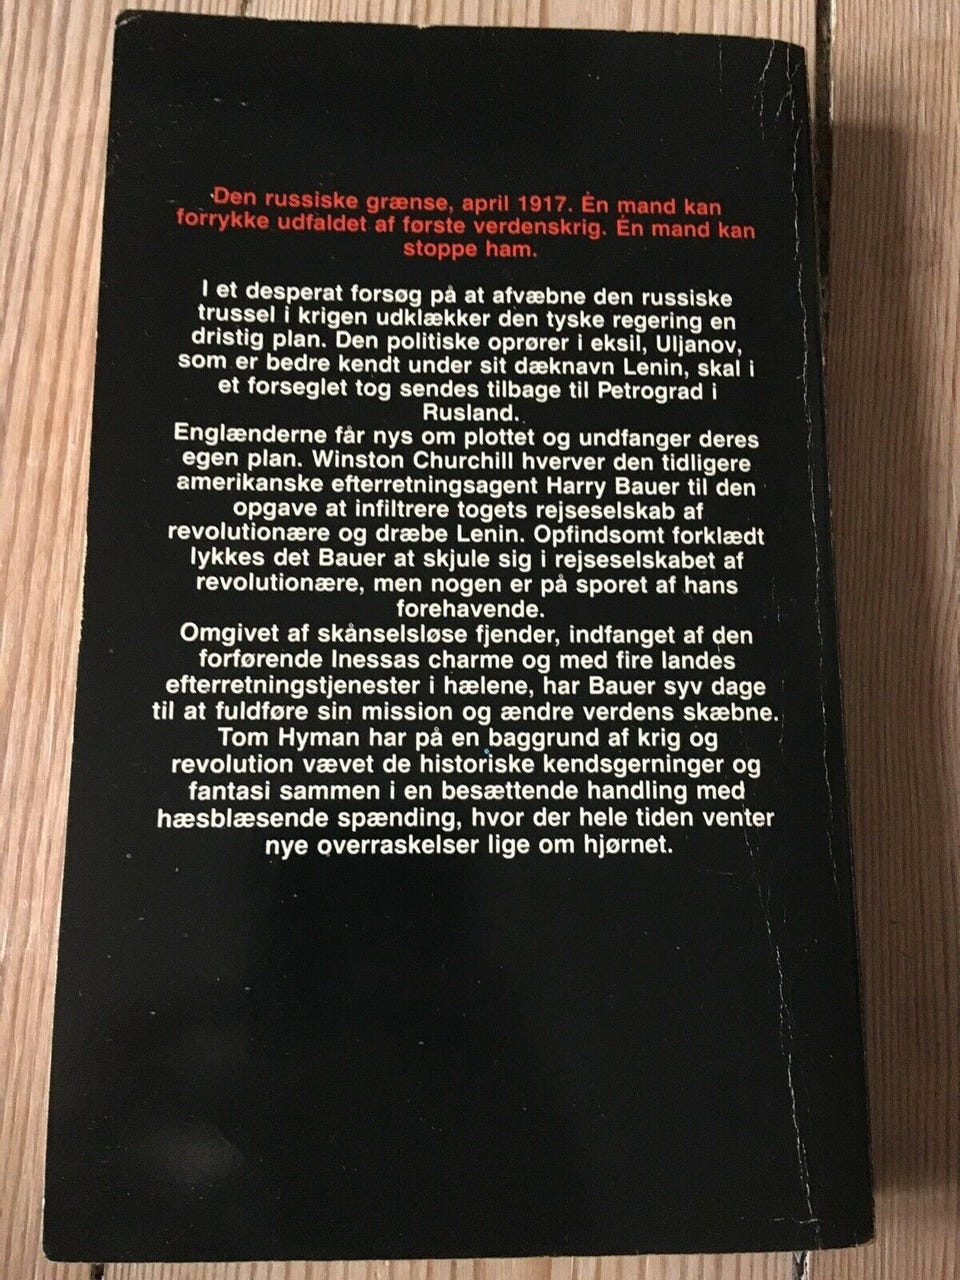 Den russiske grænse, april 1917. Én mand kan
forrykke udfaldet af første verdenskrig. Én mand kan
stoppe ham.
I et desperat forsøg på at afvæbne den russiske
trussel i krigen udklækker den tyske regering en
dristig plan. Den politiske oprører i eksil, Uljanov,
som er bedre kendt under sit dæknavn Lenin, skal i
et forseglet tog sendes tilbage til Petrograd i
Rusland.
Englænderne får nys om plottet og undfanger deres
egen plan. Winston Churchill hverver den tidligere
amerikanske efterretningsagent Harry Bauer til den
opgave at infiltrere togets rejseselskab af
revolutionære og dræbe Lenin. Opfindsomt forklædt
lykkes det Bauer at skjule sig i rejseselskabet af
revolutionære, men nogen er på sporet af hans
forehavende.
Omgivet af skånselsløse fjender, indfanget af den
forførende Inessas charme og med fire landes
efterretningstjenester i hælene, har Bauer syv dage
til at fuldføre sin mission og ændre verdens skæbne.
Tom Hyman har på en baggrund af krig og
revolution vævet de historiske kendsgerninger og
fantasi sammen i en besættende handling med
hæsblæsende spænding, hvor der hele tiden venter
nye overraskelser lige om hjørnet.